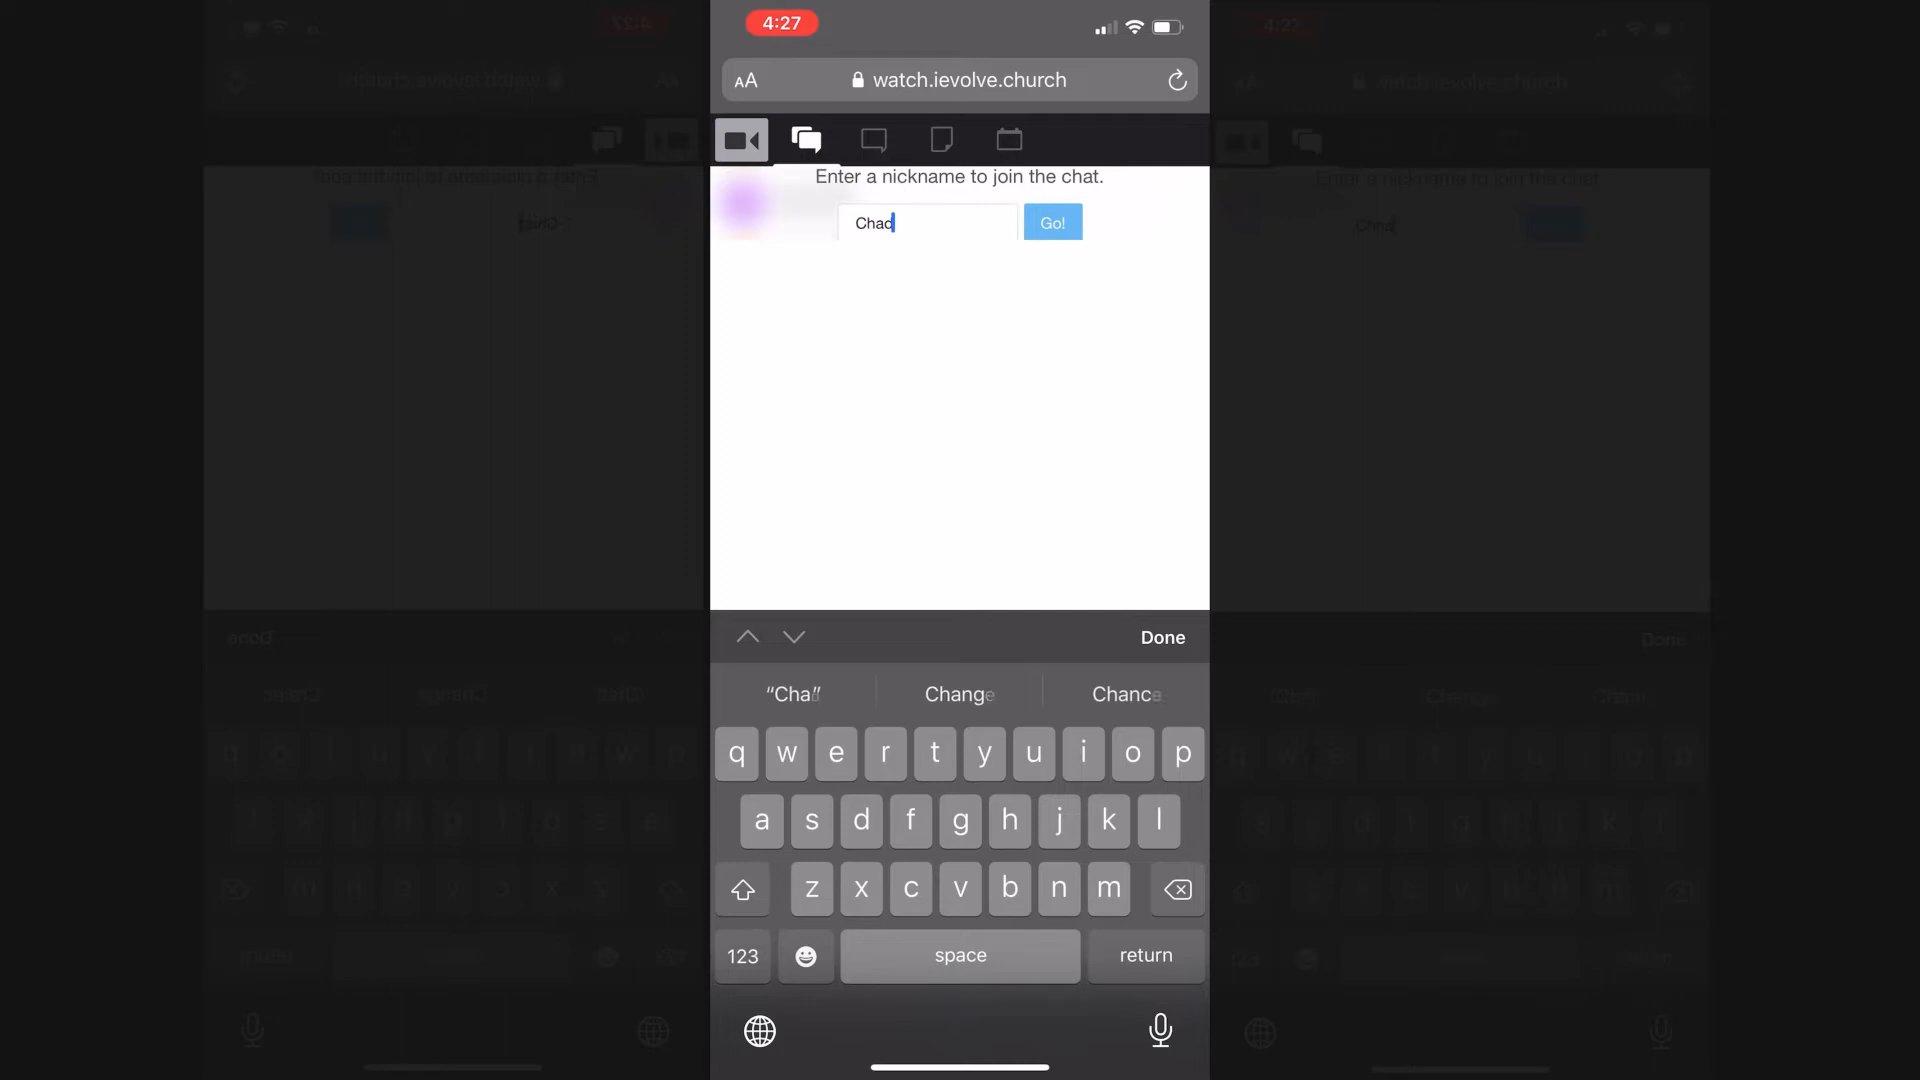 4:27
AA watch.ievolve.church
Enter a nickname to join the chat.
Chad Go!
Done
“Cha” Change Chance
q w e r t y u i o p
a s d f g h j k l
z x c v b n m
123 space return